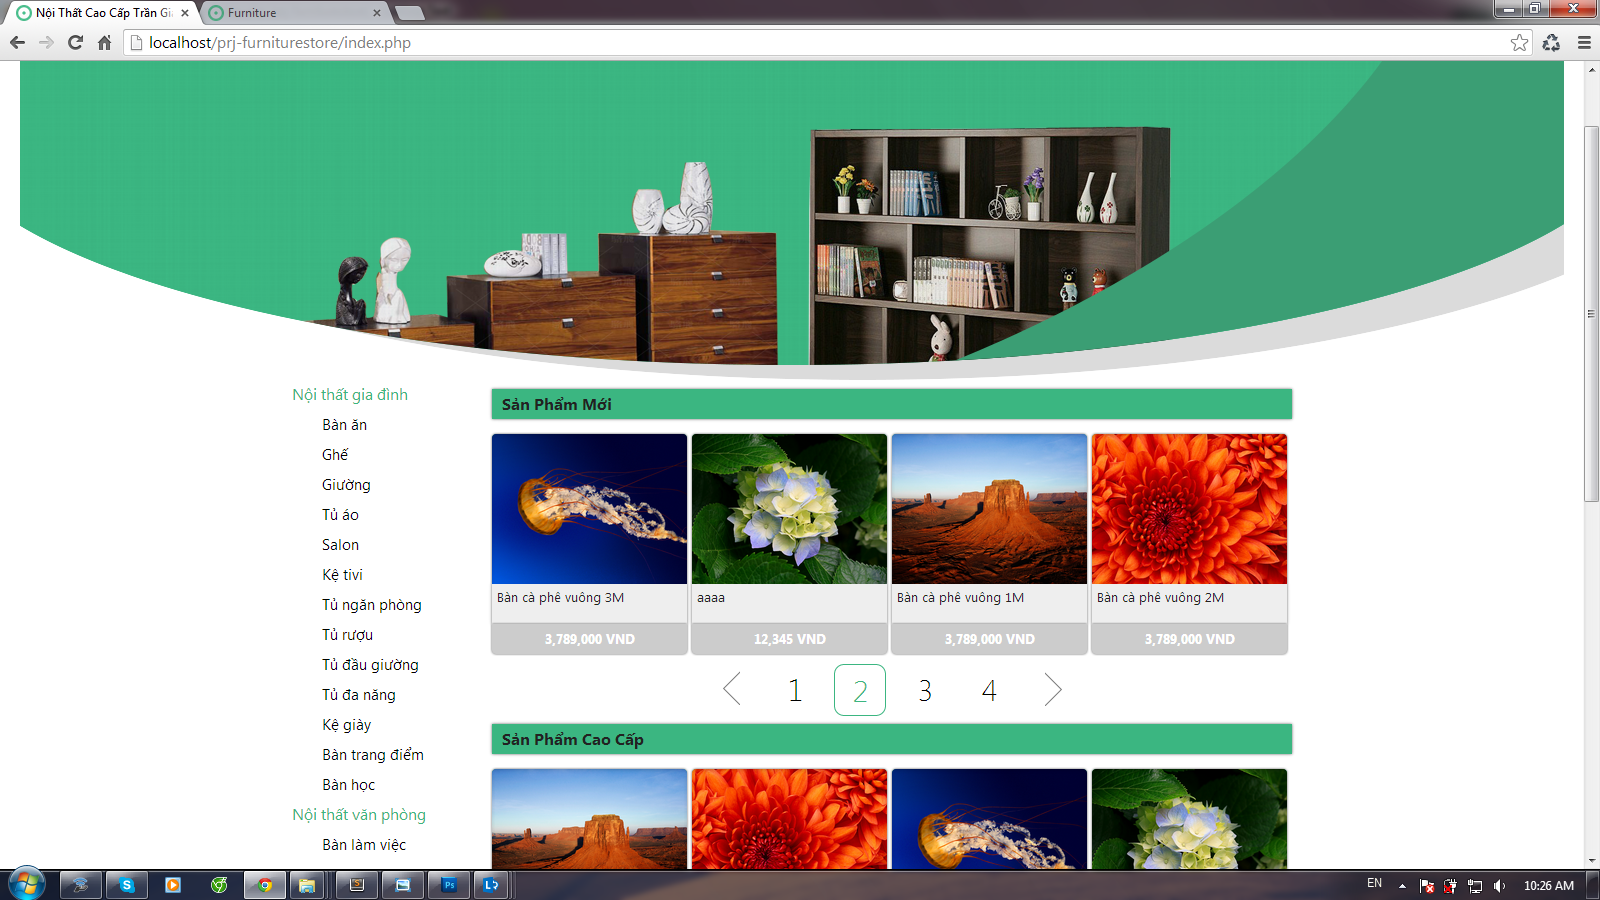 Nội Thất Cao Cấp Trần Gi
Furniture
localhost/prj-furniturestore/index.php
Nội thất gia đình
Bàn ăn
Ghế
Giường
Tủ áo
Salon
Kệ tivi
Tủ ngăn phòng
Tủ rượu
Tủ đầu giường
Tủ đa năng
Kệ giày
Bàn trang điểm
Bàn học
Nội thất văn phòng
Bàn làm việc
Sản Phẩm Mới
Bàn cà phê vuông 3M
3,789,000 VND
aaaa
12,345 VND
Bàn cà phê vuông 1M
3,789,000 VND
Bàn cà phê vuông 2M
3,789,000 VND
1 2 3 4
Sản Phẩm Cao Cấp
EN
10:26 AM